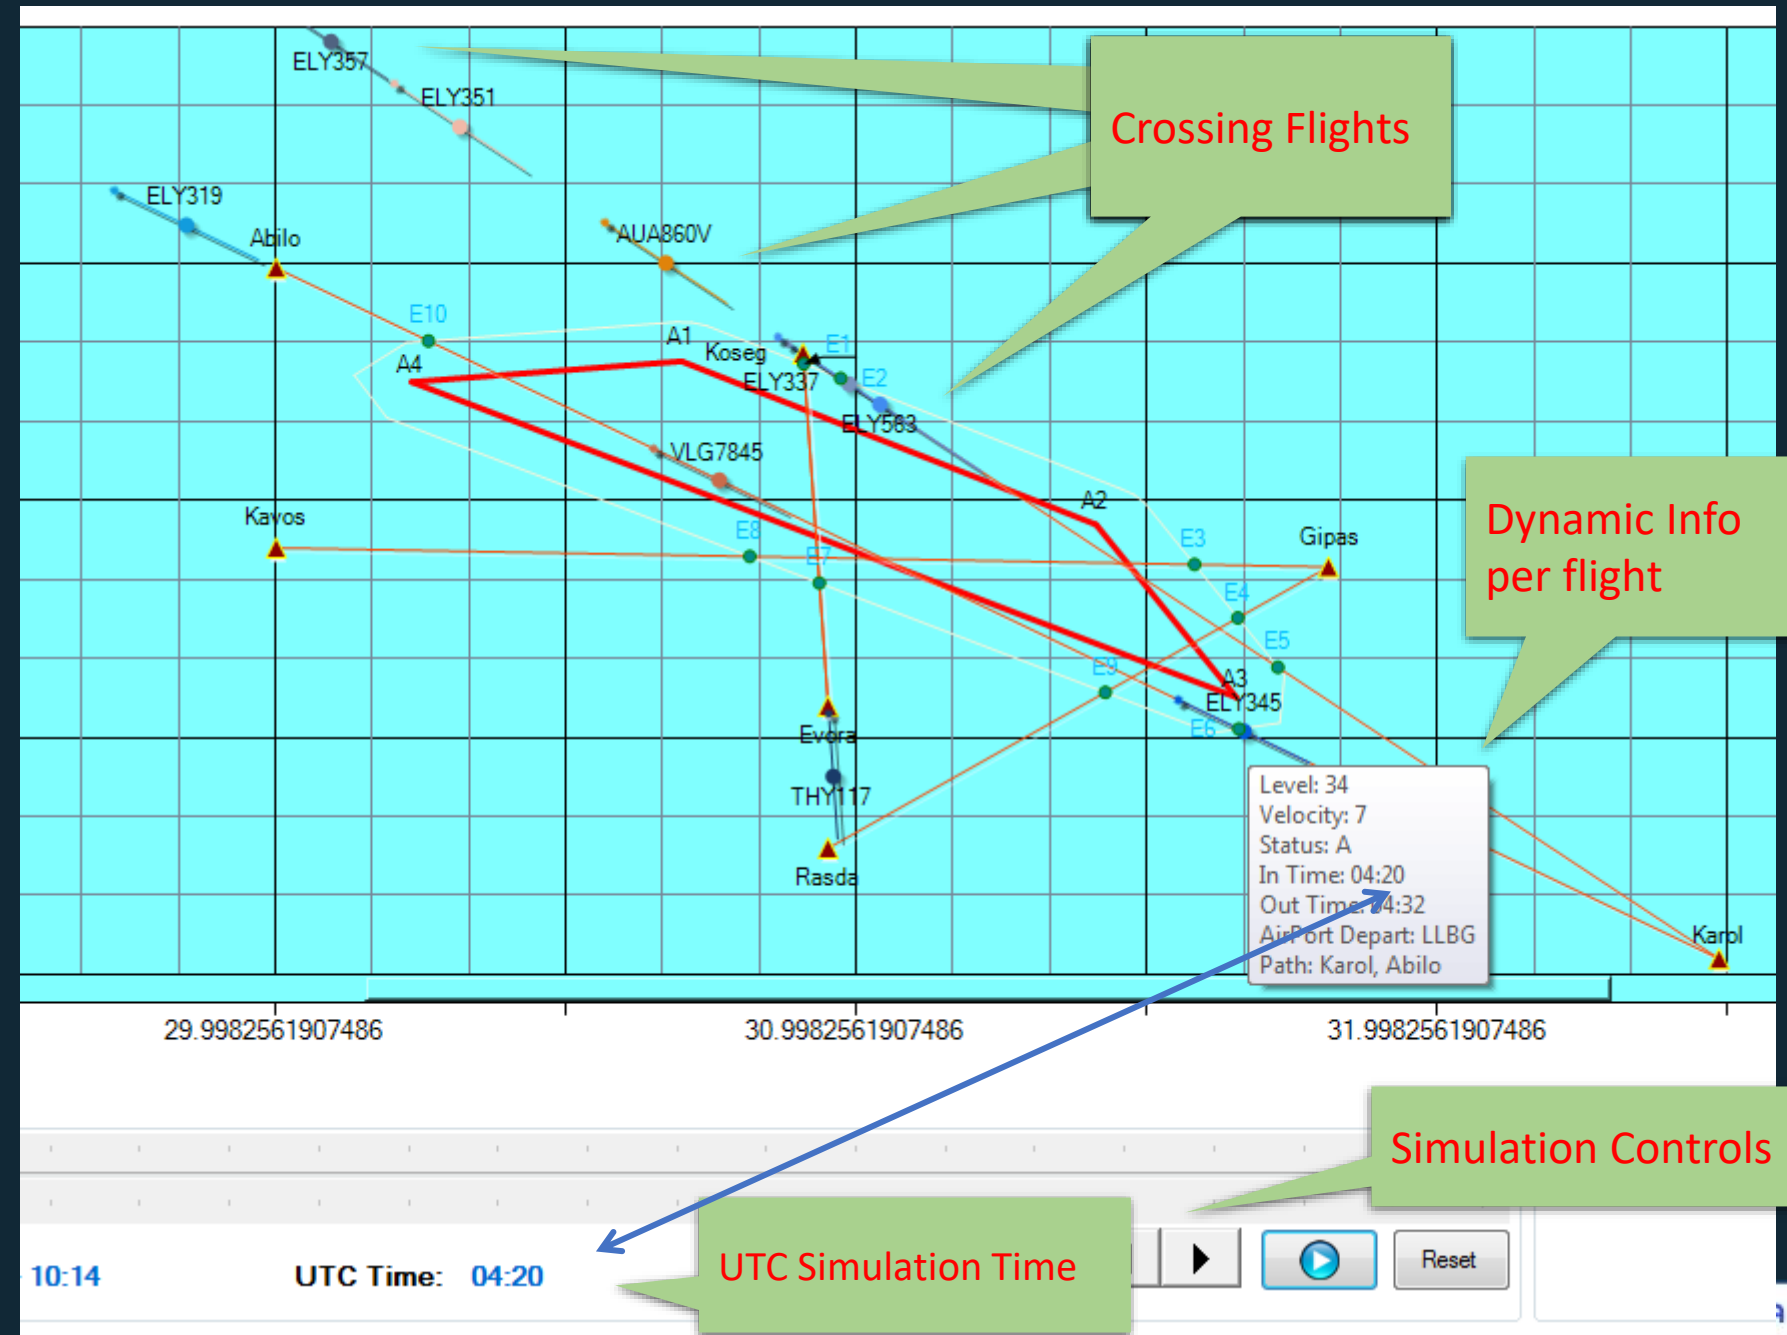 ELY357
ELY351
Crossing Flights
ELY319
Abilo
AUA860V
E10
A1
Koseg
E1
A4
ELY337
E2
ELY563
VLG7845
A2
Kavos
E8
E3
Gipas
Dynamic Info
per flight
E7
E4
E5
E9
A3
ELY345
E6
Evora
THY117
Rasda
Level: 34
Velocity: 7
Status: A
In Time: 04:20
Out Time: 04:32
AirPort Depart: LLBG
Path: Karol, Abilo
Karol
29.9982561907486
30.9982561907486
31.9982561907486
Simulation Controls
10:14
UTC Time: 04:20
UTC Simulation Time
Reset